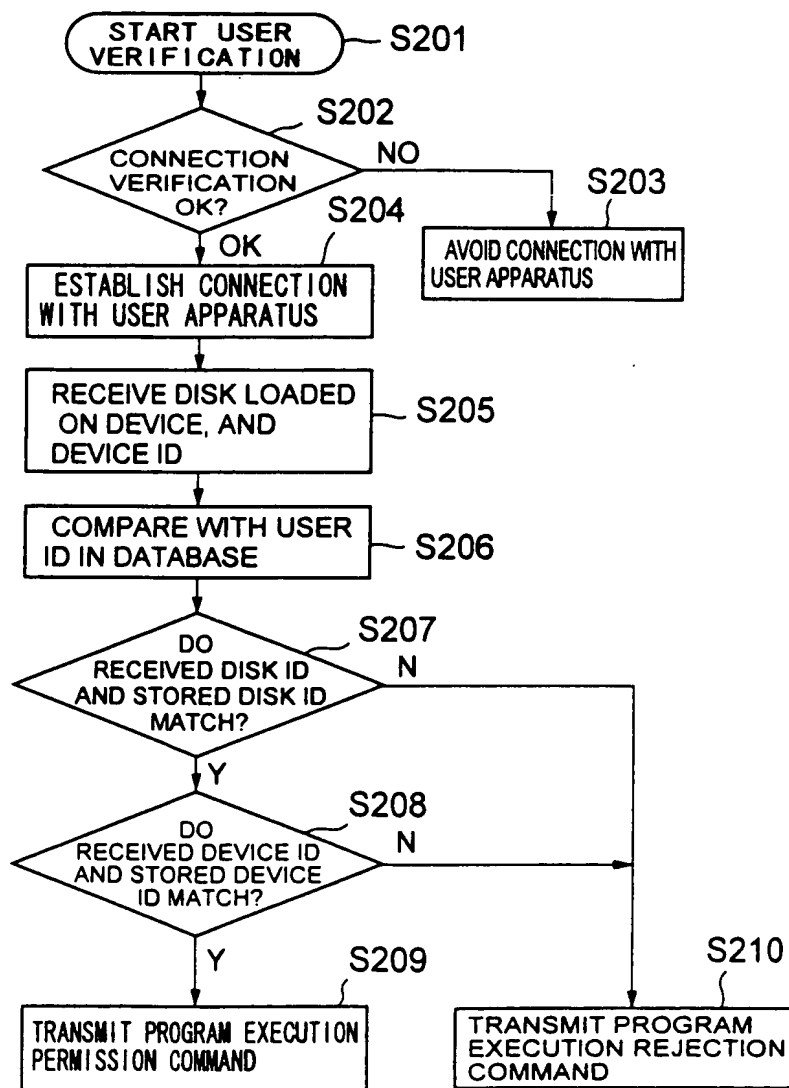 START USER
VERIFICATION
S201
S202
CONNECTION
VERIFICATION
OK?
NO
S203
AVOID CONNECTION WITH
USER APPARATUS
OK
S204
ESTABLISH CONNECTION
WITH USER APPARATUS
RECEIVE DISK LOADED
ON DEVICE, AND
DEVICE ID
S205
COMPARE WITH USER
ID IN DATABASE
S206
S207
DO
RECEIVED DISK ID
AND STORED DISK ID
MATCH?
N
Y
S208
DO
RECEIVED DEVICE ID
AND STORED DEVICE
ID MATCH?
N
Y
S209
TRANSMIT PROGRAM EXECUTION
PERMISSION COMMAND
S210
TRANSMIT PROGRAM
EXECUTION REJECTION
COMMAND